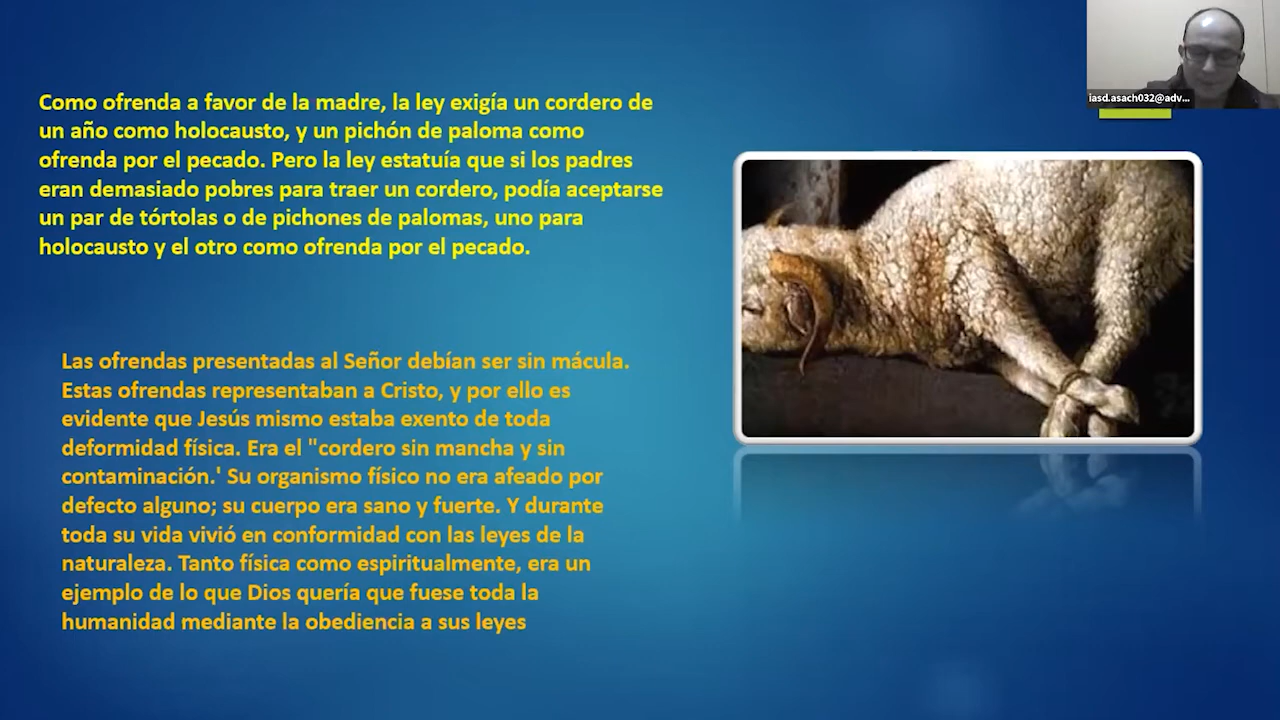 iasd.asach032@adv...
Como ofrenda a favor de la madre, la ley exigía un cordero de
un año como holocausto, y un pichón de paloma como
ofrenda por el pecado. Pero la ley estatuía que si los padres
eran demasiado pobres para traer un cordero, podía aceptarse
un par de tórtolas o de pichones de palomas, uno para
holocausto y el otro como ofrenda por el pecado.
Las ofrendas presentadas al Señor debían ser sin mácula.
Estas ofrendas representaban a Cristo, y por ello es
evidente que Jesús mismo estaba exento de toda
deformidad física. Era el "cordero sin mancha y sin
contaminación.' Su organismo físico no era afeado por
defecto alguno; su cuerpo era sano y fuerte. Y durante
toda su vida vivió en conformidad con las leyes de la
naturaleza. Tanto física como espiritualmente, era un
ejemplo de lo que Dios quería que fuese toda la
humanidad mediante la obediencia a sus leyes